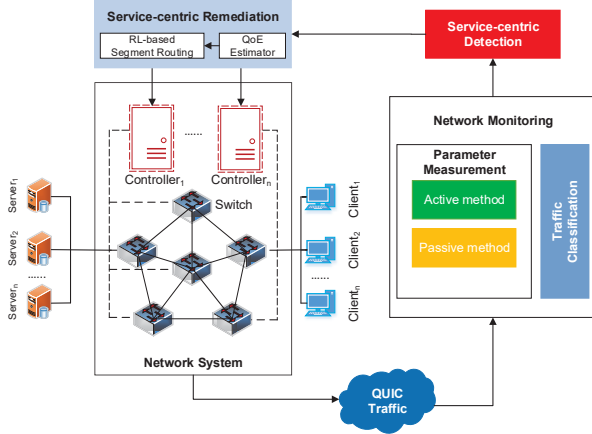 Service-centric Remediation
RL-based
Segment Routing
QoE
Estimator
Service-centric
Detection
Network Monitoring
Parameter
Measurement
Active method
Passive method
Traffic
Classification
......
Controller₁
Controllerₙ
Switch
Server₁
Server₂
......
Serverₙ
Client₁
Client₂
......
Clientₙ
Network System
QUIC
Traffic